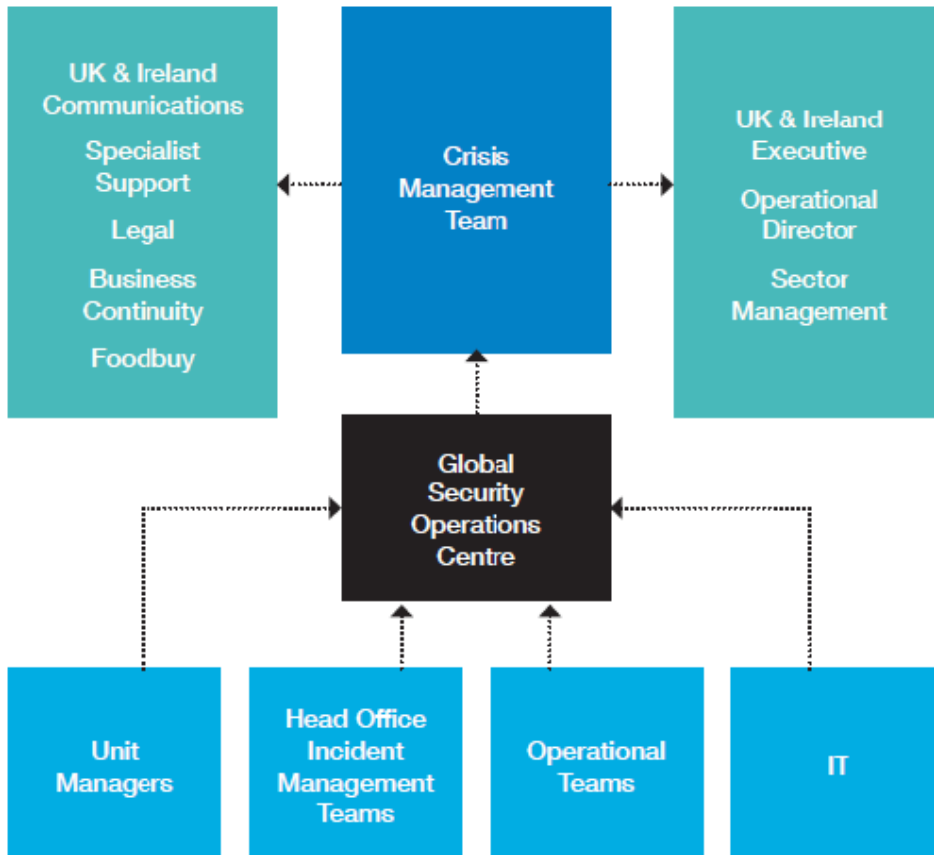 UK & Ireland
Communications
Specialist
Support
Legal
Business
Continuity
Foodbuy
Crisis
Management
Team
UK & Ireland
Executive
Operational
Director
Sector
Management
Global
Security
Operations
Centre
Unit
Managers
Head Office
Incident
Management
Teams
Operational
Teams
IT